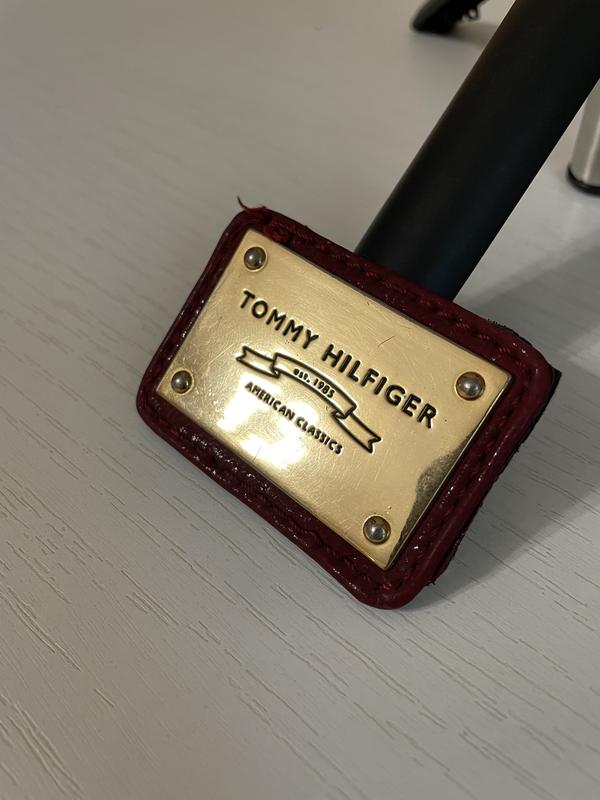 TOMMY HILFIGER
est. 1985
AMERICAN CLASSICS